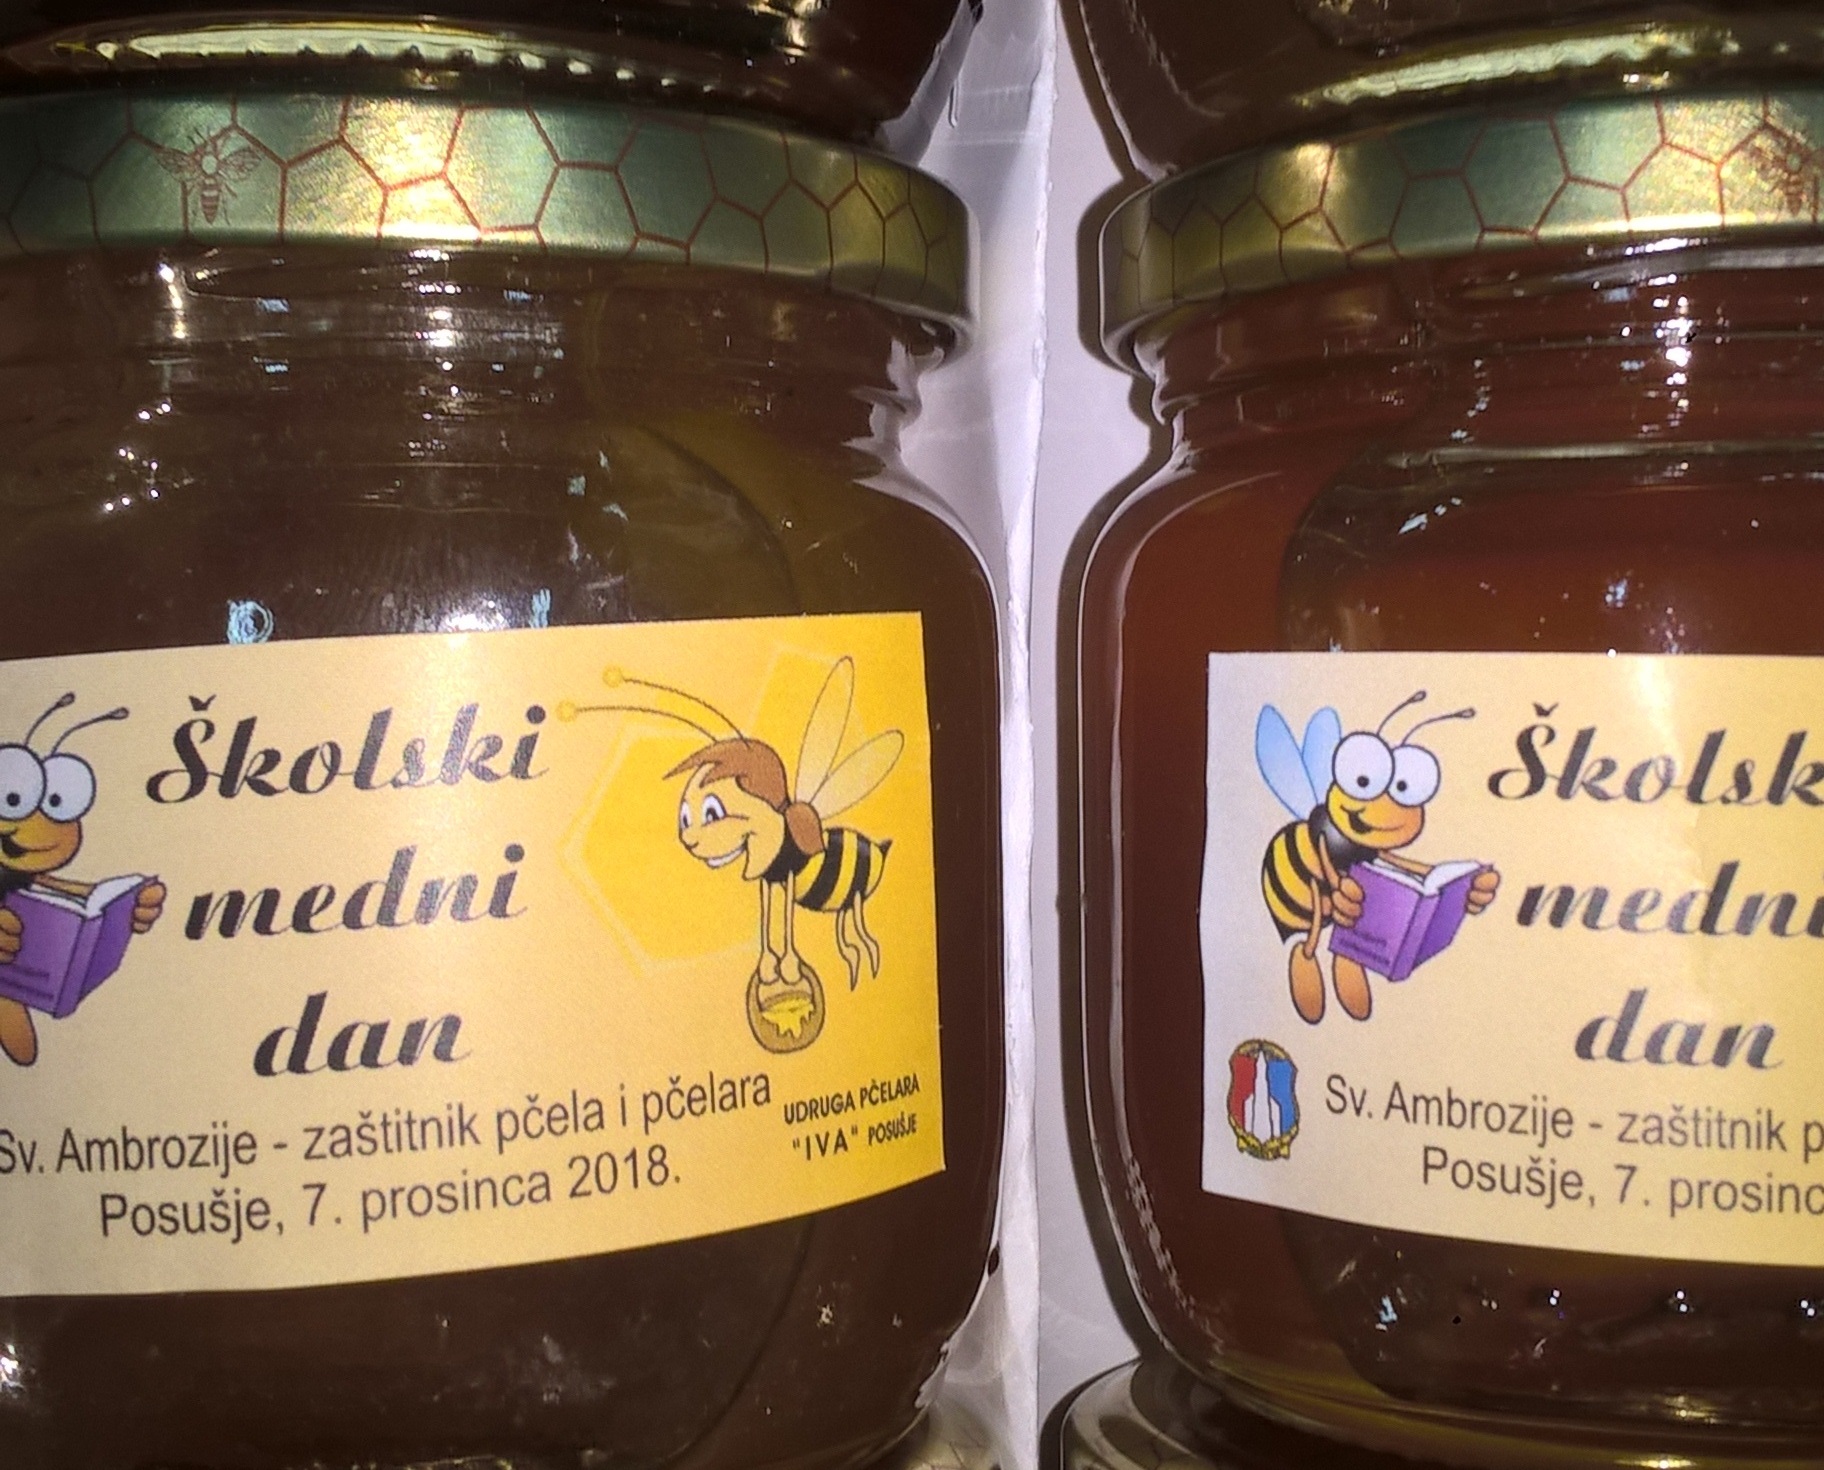 Školski
medni
dan
Sv. Ambrozije - zaštitnik pčela i pčelara
Posušje, 7. prosinca 2018.
UDRUGA PČELARA
"IVA" POSUŠJE
Školsk
medni
dan
Sv. Ambrozije - zaštitnik p
Posušje, 7. prosinc